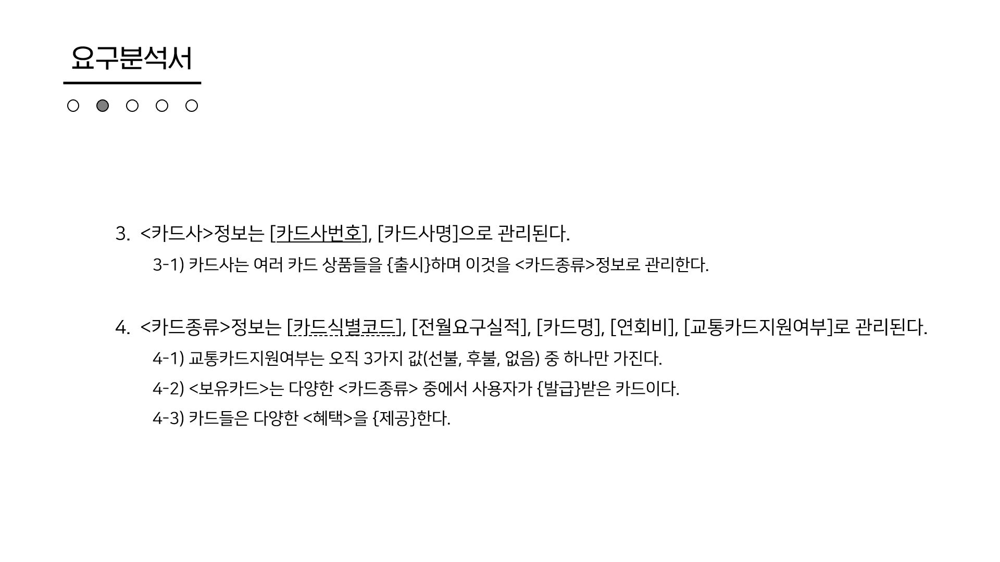 요구분석서
3. <카드사>정보는 [카드사번호], [카드사명]으로 관리된다.
3-1) 카드사는 여러 카드 상품들을 {출시}하며 이것을 <카드종류>정보로 관리한다.
4. <카드종류>정보는 [카드식별코드], [전월요구실적], [카드명], [연회비], [교통카드지원여부]로 관리된다.
4-1) 교통카드지원여부는 오직 3가지 값(선불, 후불, 없음) 중 하나만 가진다.
4-2) <보유카드>는 다양한 <카드종류> 중에서 사용자가 {발급}받은 카드이다.
4-3) 카드들은 다양한 <혜택>을 {제공}한다.